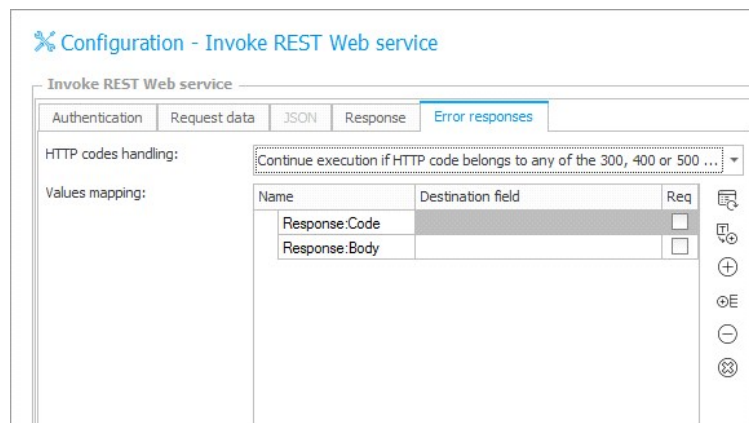 Configuration - Invoke REST Web service
Invoke REST Web service
Authentication Request data JSON Response Error responses
HTTP codes handling: Continue execution if HTTP code belongs to any of the 300, 400 or 500 ...
Values mapping: Name Destination field Req
Response:Code
Response:Body